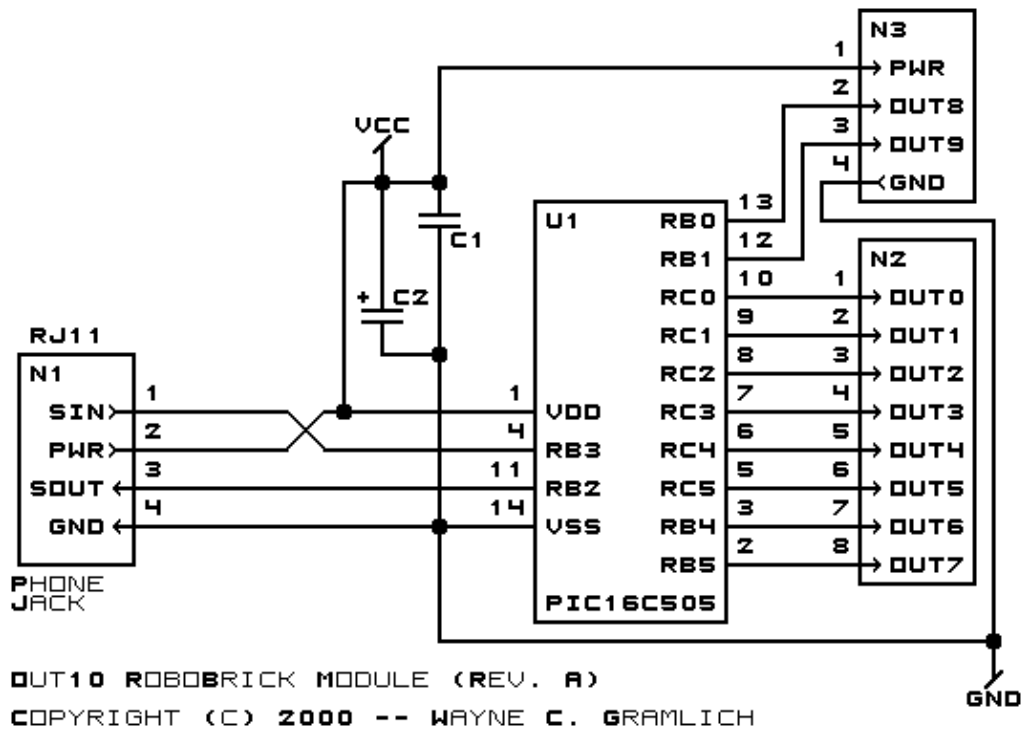 N3
1
PWR
2
OUT8
3
OUT9
4
GND
VCC
C1
+ C2
U1
13
RB0
12
RB1
10
RC0
9
RC1
8
RC2
7
RC3
6
RC4
5
RC5
3
RB4
2
RB5
1
VDD
4
RB3
11
RB2
14
VSS
PIC16C505
N2
1
OUT0
2
OUT1
3
OUT2
4
OUT3
5
OUT4
6
OUT5
7
OUT6
8
OUT7
RJ11
N1
1
SIN
2
PWR
3
SOUT
4
GND
PHONE
JACK
GND
OUT10 ROBOBRICK MODULE (REV. A)
COPYRIGHT (C) 2000 -- WAYNE C. GRAMLICH